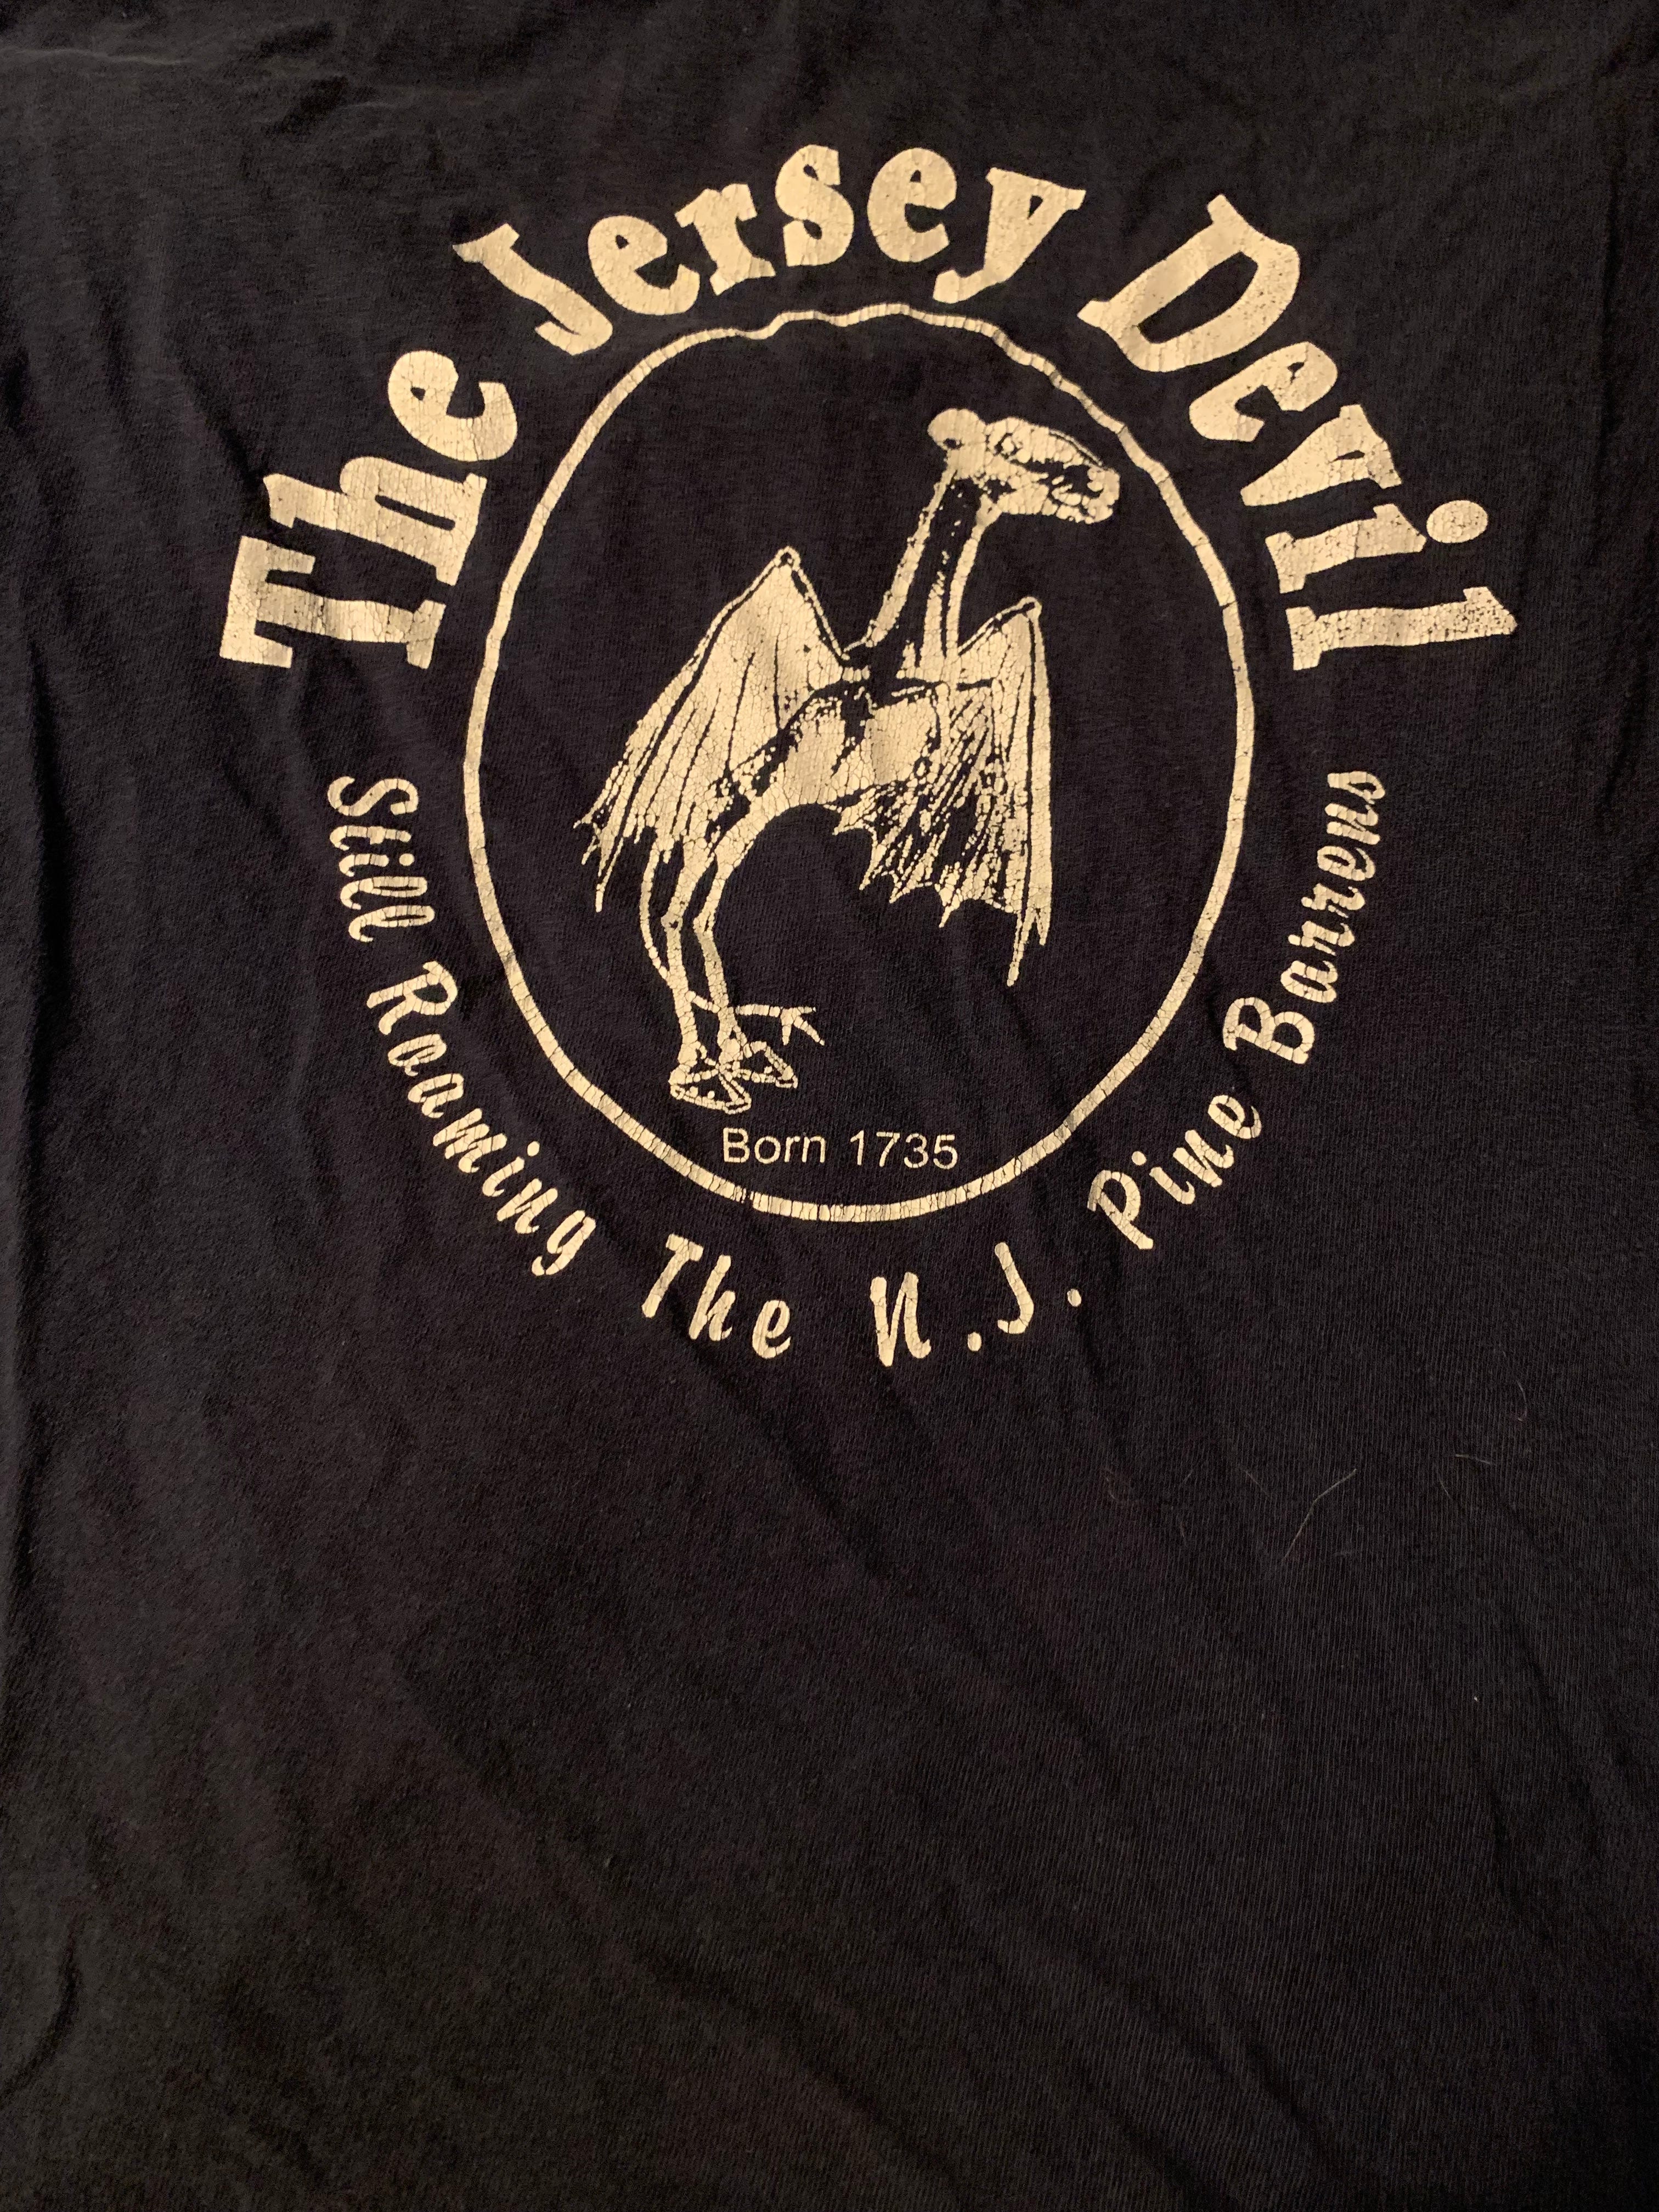 The Jersey Devil
Born 1735
Still Roaming The N.J. Pine Barrens